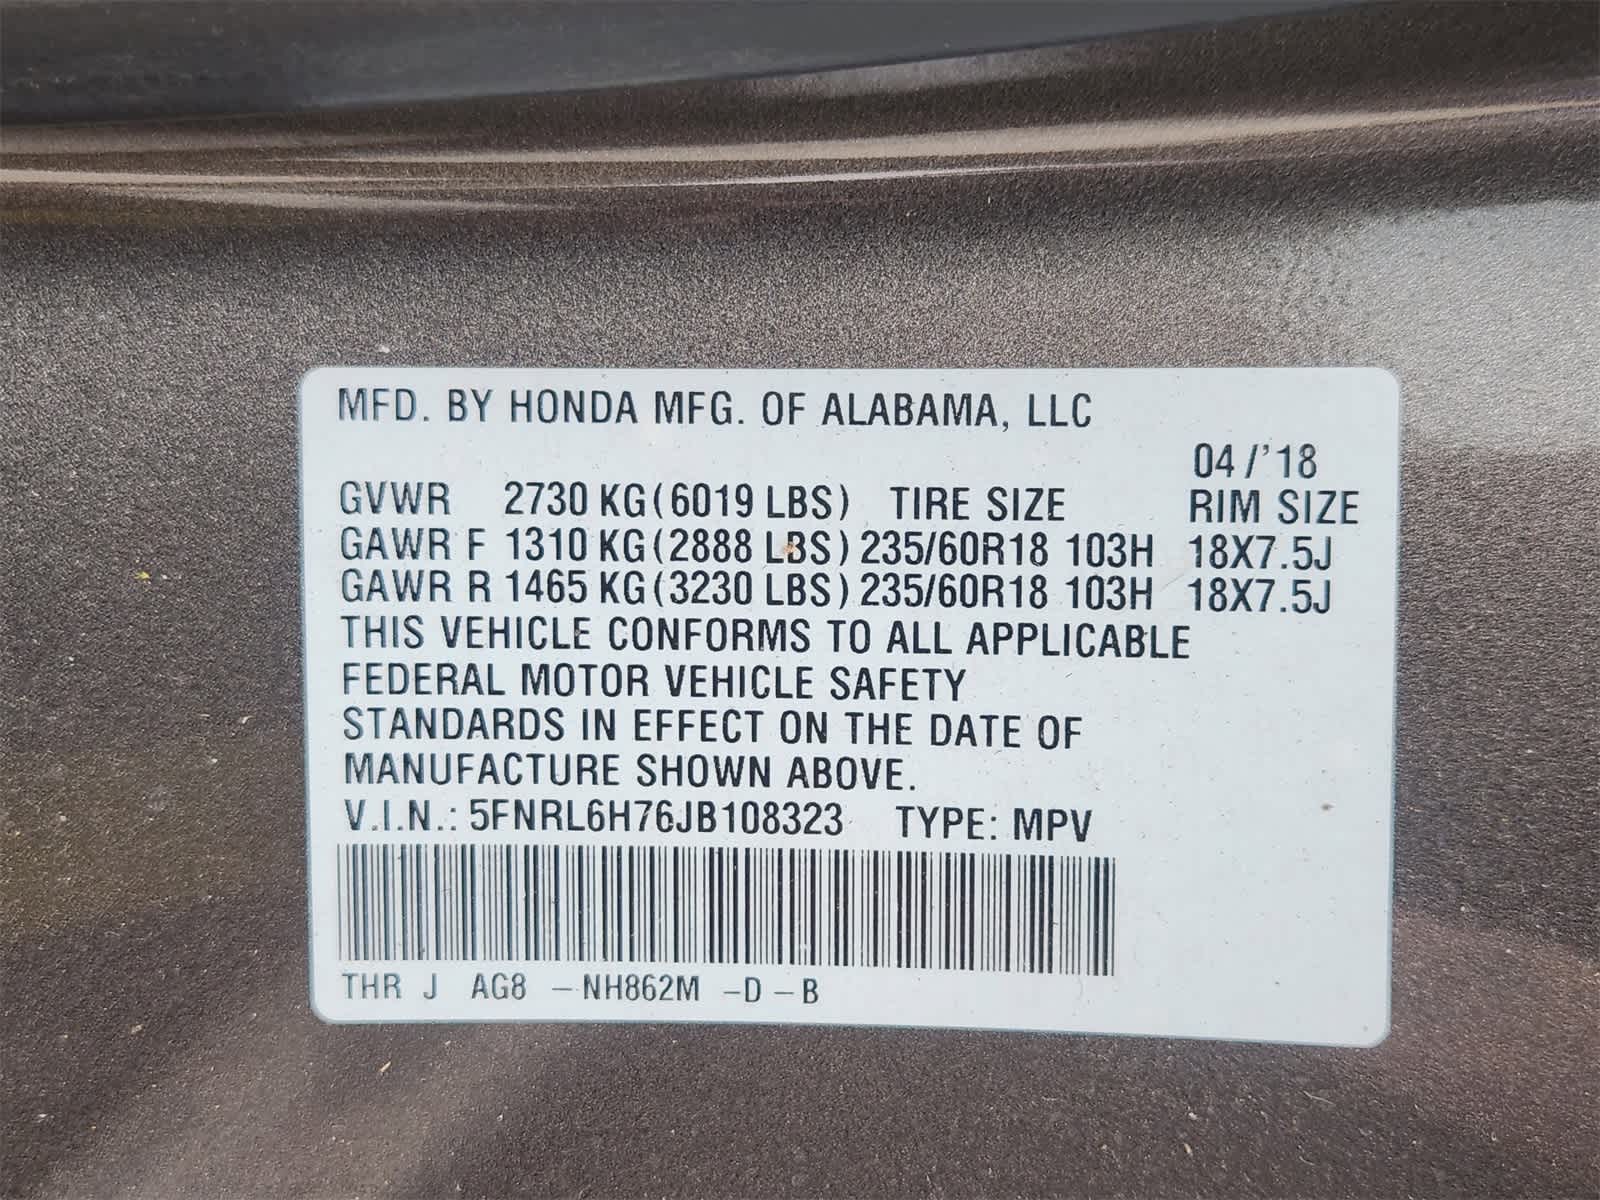 MFD. BY HONDA MFG. OF ALABAMA, LLC
04/'18
GVWR 2730 KG(6019 LBS) TIRE SIZE RIM SIZE
GAWR F 1310 KG(2888 LBS) 235/60R18 103H 18X7.5J
GAWR R 1465 KG(3230 LBS) 235/60R18 103H 18X7.5J
THIS VEHICLE CONFORMS TO ALL APPLICABLE
FEDERAL MOTOR VEHICLE SAFETY
STANDARDS IN EFFECT ON THE DATE OF
MANUFACTURE SHOWN ABOVE.
V.I.N.: 5FNRL6H76JB108323 TYPE: MPV
THR J AG8 -NH862M -D -B